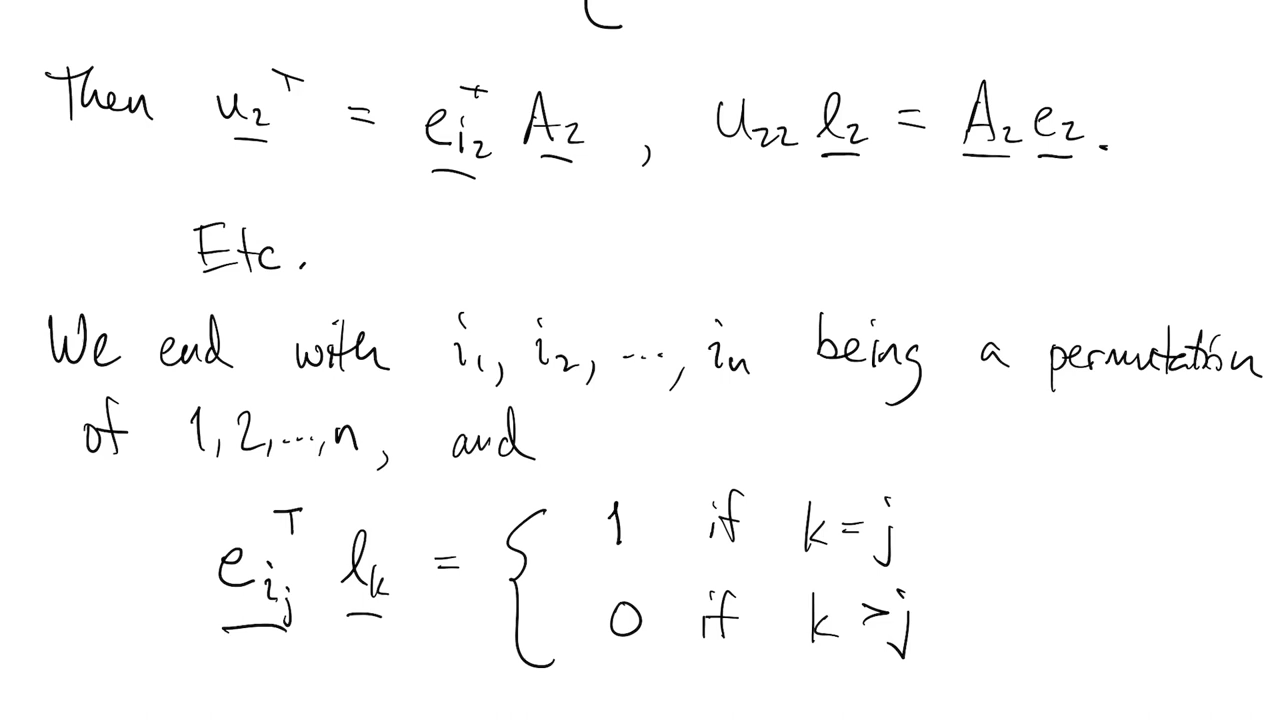 Then u₂ᵀ = e_{i₂}ᵀ A₂ , u₂₂ l₂ = A₂ e₂.
Etc.
We end with i₁, i₂, ..., iₙ being a permutation
of 1, 2, ..., n, and
e_{i_j}ᵀ l_k = { 1 if k = j
0 if k > j